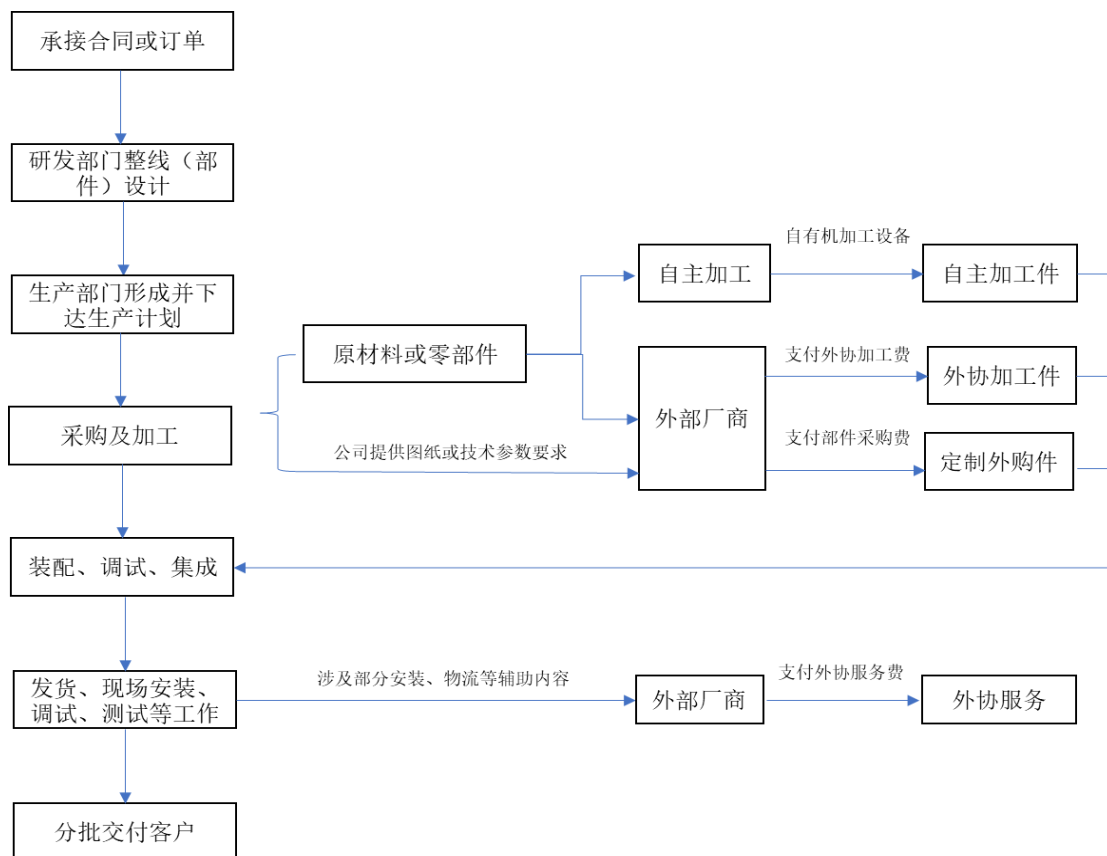 承接合同或订单
研发部门整线（部
件）设计
生产部门形成并下
达生产计划
采购及加工
原材料或零部件
公司提供图纸或技术参数要求
自主加工
自有机加工设备
自主加工件
外部厂商
支付外协加工费
外协加工件
支付部件采购费
定制外购件
装配、调试、集成
发货、现场安装、
调试、测试等工作
涉及部分安装、物流等辅助内容
外部厂商
支付外协服务费
外协服务
分批交付客户